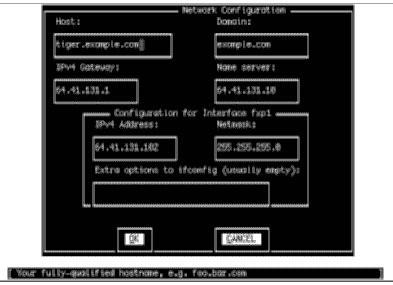 Network Configuration
Host: Domain:
tiger.example.com example.com
IPv4 Gateway: Name server:
64.41.131.1 64.41.131.10
Configuration for Interface fxp1
IPv4 Address: Netmask:
64.41.131.102 255.255.255.0
Extra options to ifconfig (usually empty):
OK CANCEL
[ Your fully-qualified hostname, e.g. foo.bar.com ]